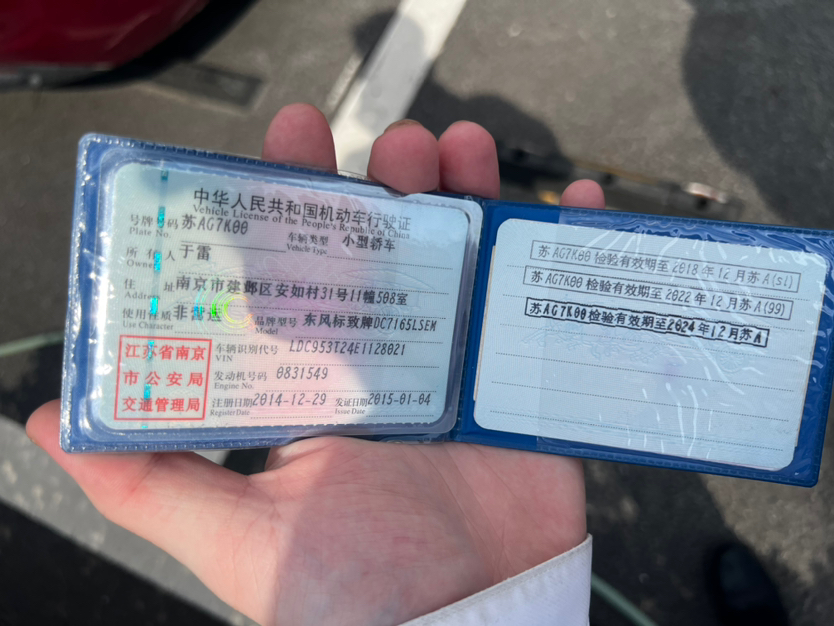 中华人民共和国机动车行驶证
Vehicle License of the People's Republic of China
号牌号码 苏AG7K00 车辆类型 小型轿车
Plate No. Vehicle Type
所有人 于雷
Owner
住址 南京市建邺区安如村31号11幢508室
Address
使用性质 非营运 品牌型号 东风标致牌DC7165LSEM
Use Character Model
江苏省南京
市公安局
交通管理局
车辆识别代号 LDC953T24E1128021
VIN
发动机号码 0831549
Engine No.
注册日期 2014-12-29 发证日期 2015-01-04
Register Date Issue Date
苏AG7K00检验有效期至2018年12月苏A(sl)
苏AG7K00检验有效期至2022年12月苏A(99)
苏AG7K00检验有效期至2024年12月苏A